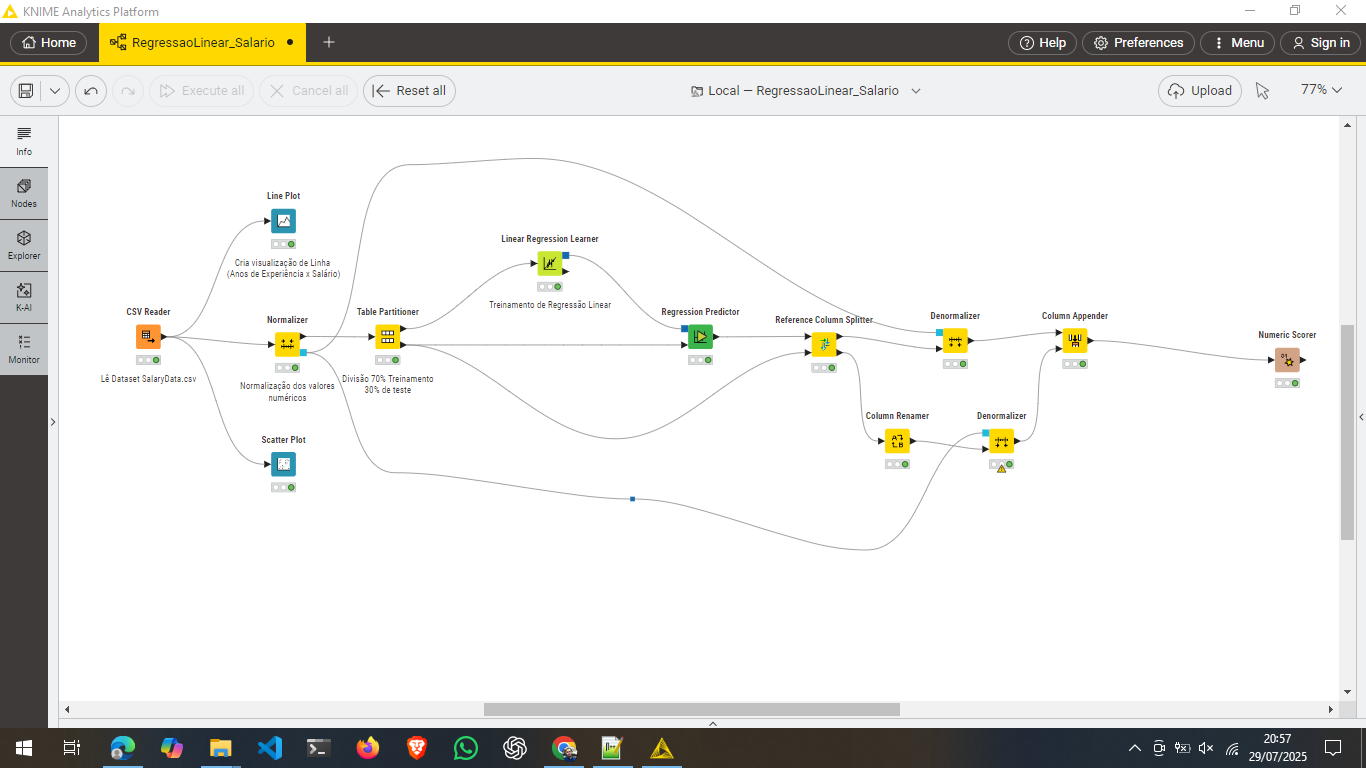 KNIME Analytics Platform
Home
RegressaoLinear_Salario
Help
Preferences
Menu
Sign in
Execute all
Cancel all
Reset all
Local — RegressaoLinear_Salario
Upload
77%
Info
Nodes
Explorer
K-AI
Monitor
Line Plot
Cria visualização de Linha
(Anos de Experiência x Salário)
Linear Regression Learner
Treinamento de Regressão Linear
CSV Reader
Lê Dataset SalaryData.csv
Normalizer
Normalização dos valores
numéricos
Table Partitioner
Divisão 70% Treinamento
30% de teste
Regression Predictor
Reference Column Splitter
Denormalizer
Column Appender
Numeric Scorer
Column Renamer
Denormalizer
Scatter Plot
20:57
29/07/2025